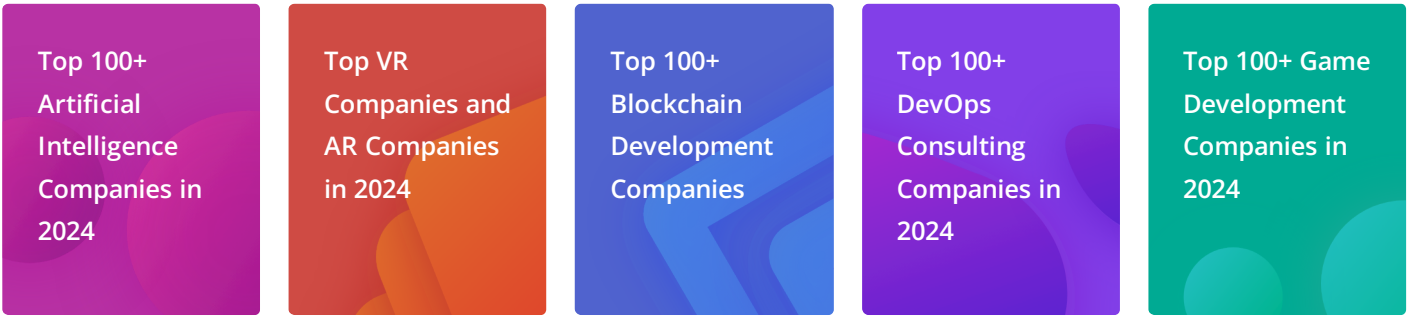 Top 100+
Artificial
Intelligence
Companies in
2024
Top VR
Companies and
AR Companies
in 2024
Top 100+
Blockchain
Development
Companies
Top 100+
DevOps
Consulting
Companies in
2024
Top 100+ Game
Development
Companies in
2024